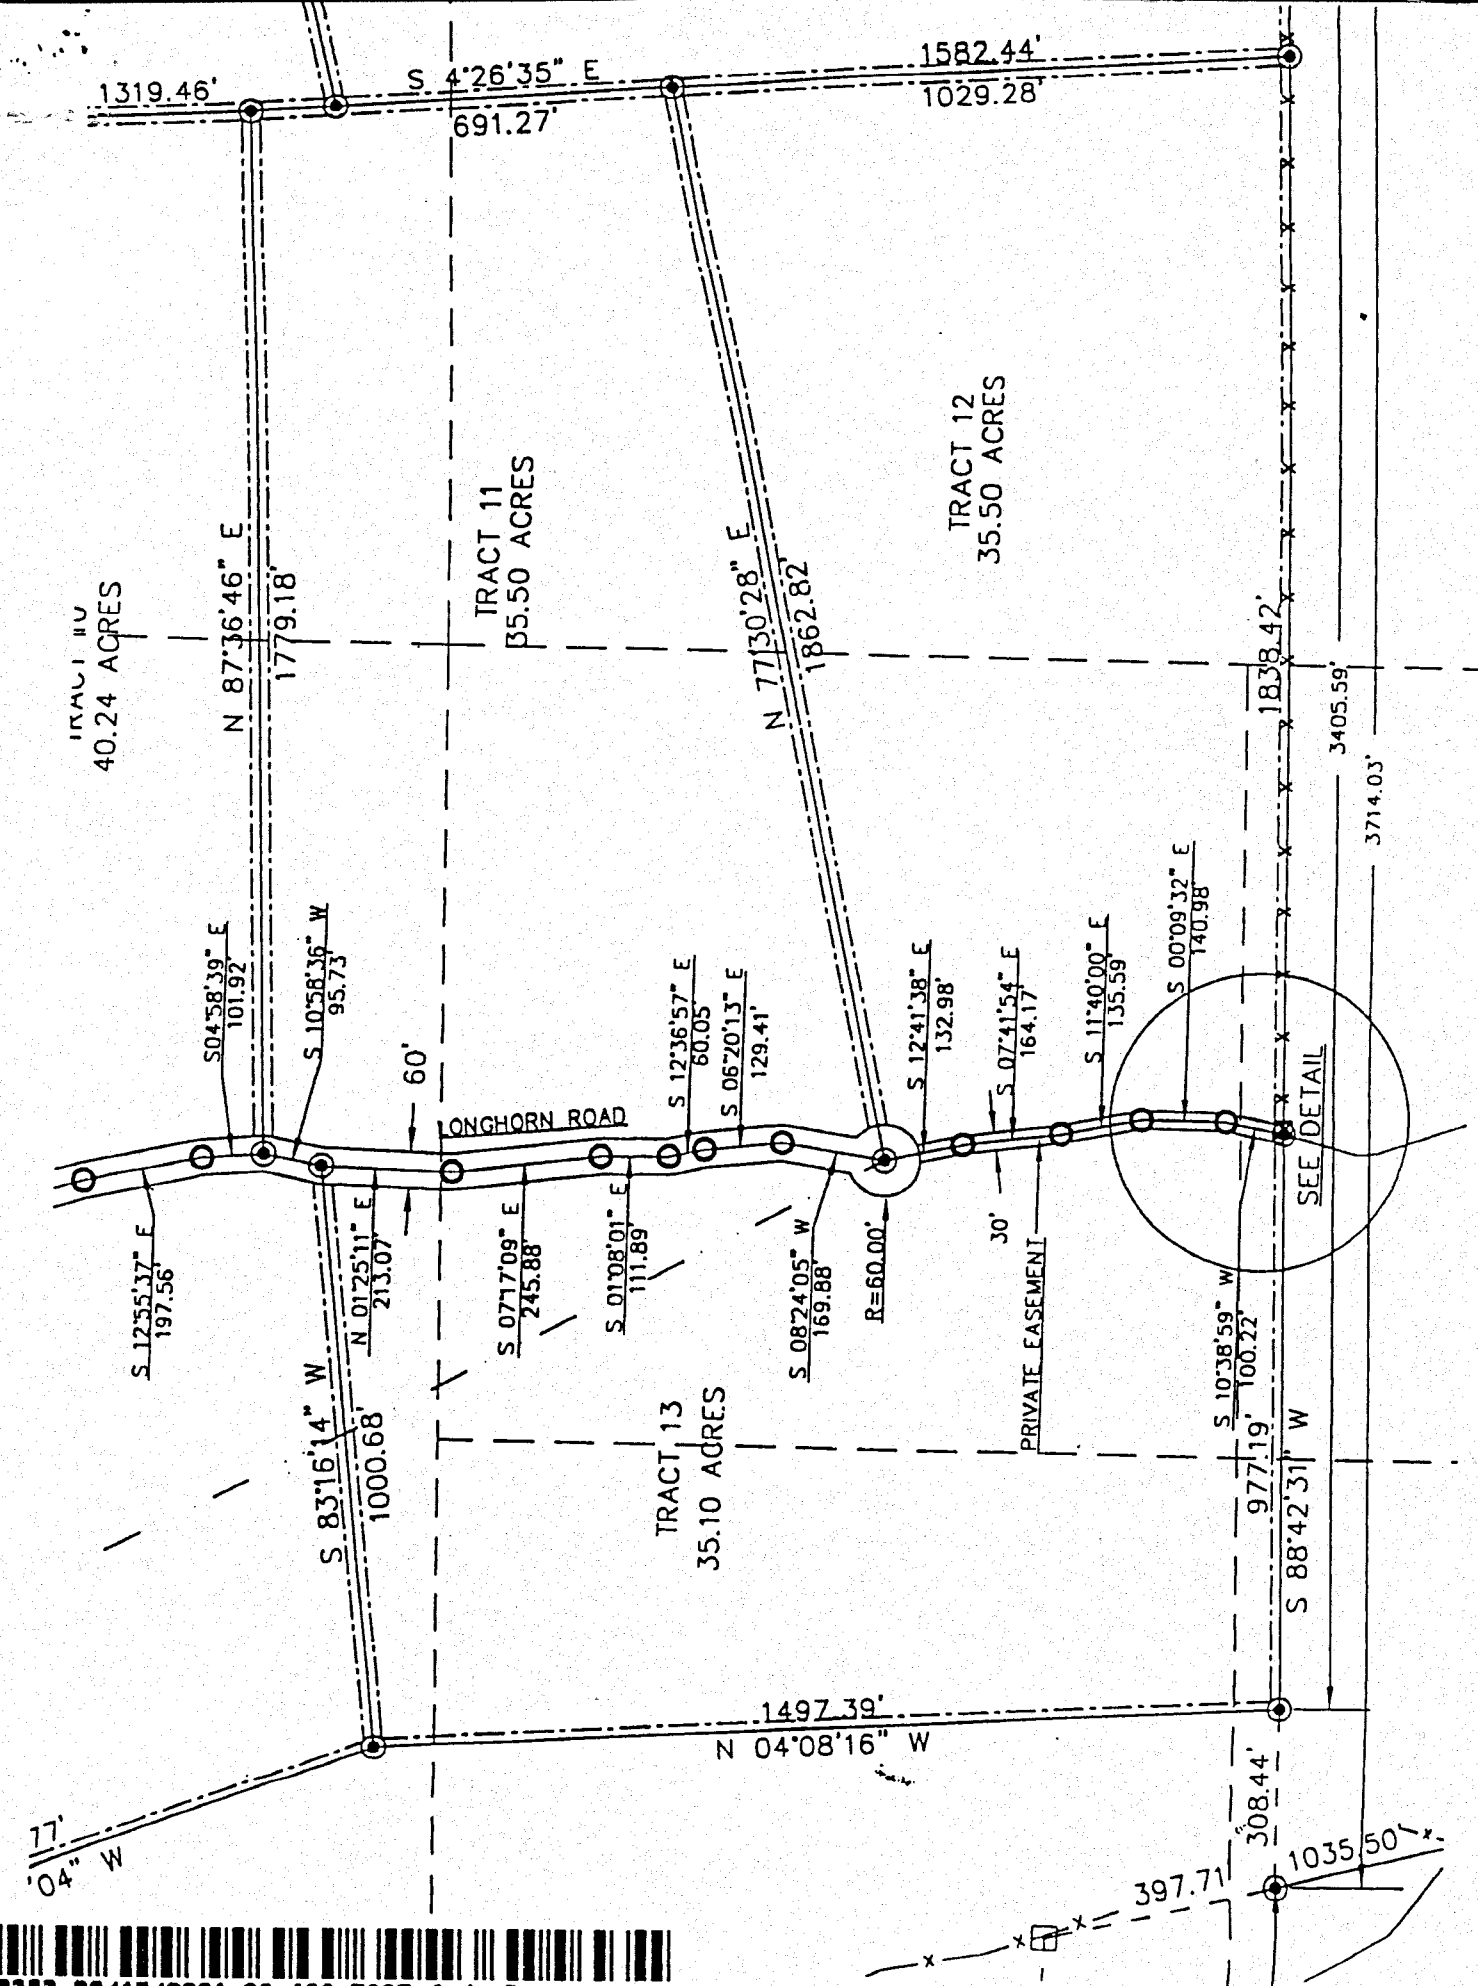 1319.46'
S 4°26'35" E
691.27'
1582.44'
1029.28'
40.24 ACRES
N 87°36'46" E
1779.18'
TRACT 11
35.50 ACRES
N 77°30'28" E
1862.82'
TRACT 12
35.50 ACRES
1838.42'
3405.59'
3714.03'
S04°58'39" E
101.92'
S 10°58'36" W
95.73'
60'
LONGHORN ROAD
S 12°36'57" E
60.05'
S 06°20'13" E
129.41'
S 12°41'38" E
132.98'
S 07°41'54" E
164.17'
S 11°40'00" E
135.59'
S 00°09'32" E
140.98'
SEE DETAIL
S 12°55'37" E
197.56'
N 01°25'11" E
213.07'
S 07°17'09" E
245.88'
S 01°08'01" E
111.89'
S 08°24'05" W
169.88'
R=60.00'
30'
PRIVATE EASEMENT
S 10°38'59" W
100.22'
S 83°16'14" W
1000.68'
TRACT 13
35.10 ACRES
977.19'
S 88°42'31" W
1497.39'
N 04°08'16" W
77'
'04" W
308.44'
397.71'
1035.50'